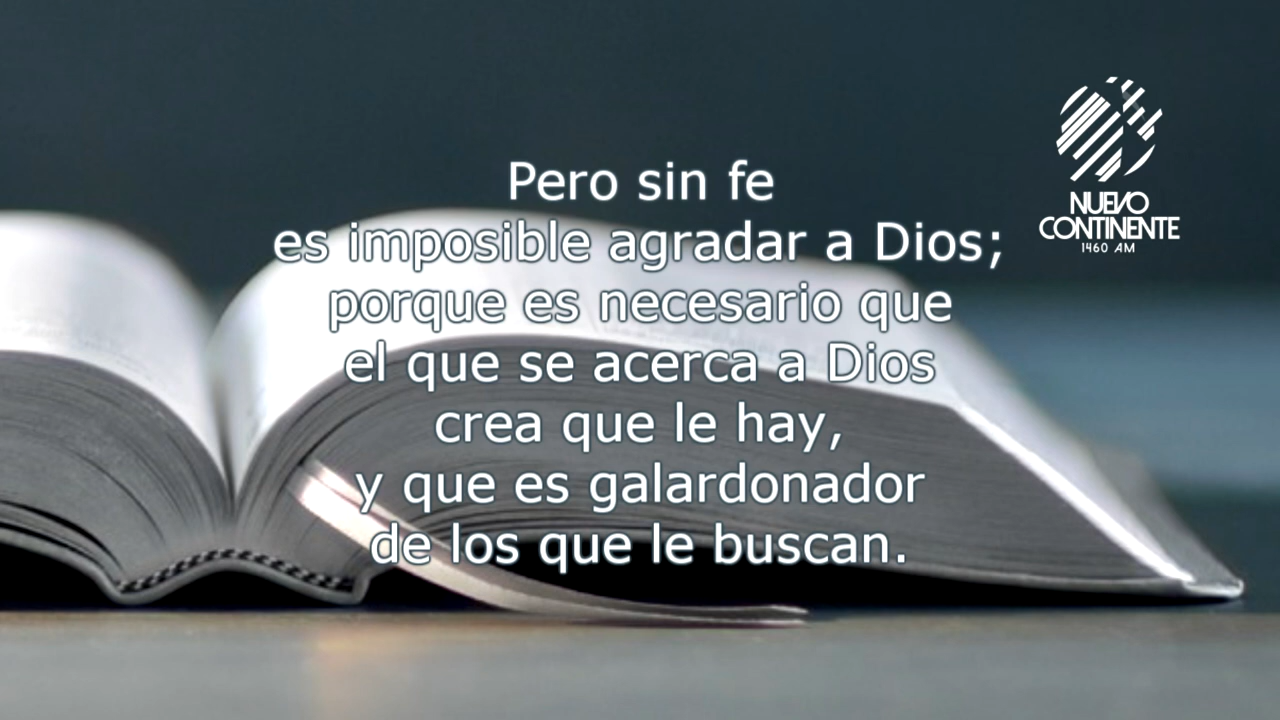 Pero sin fe
es imposible agradar a Dios;
porque es necesario que
el que se acerca a Dios
crea que le hay,
y que es galardonador
de los que le buscan.
NUEVO
CONTINENTE
1460 AM